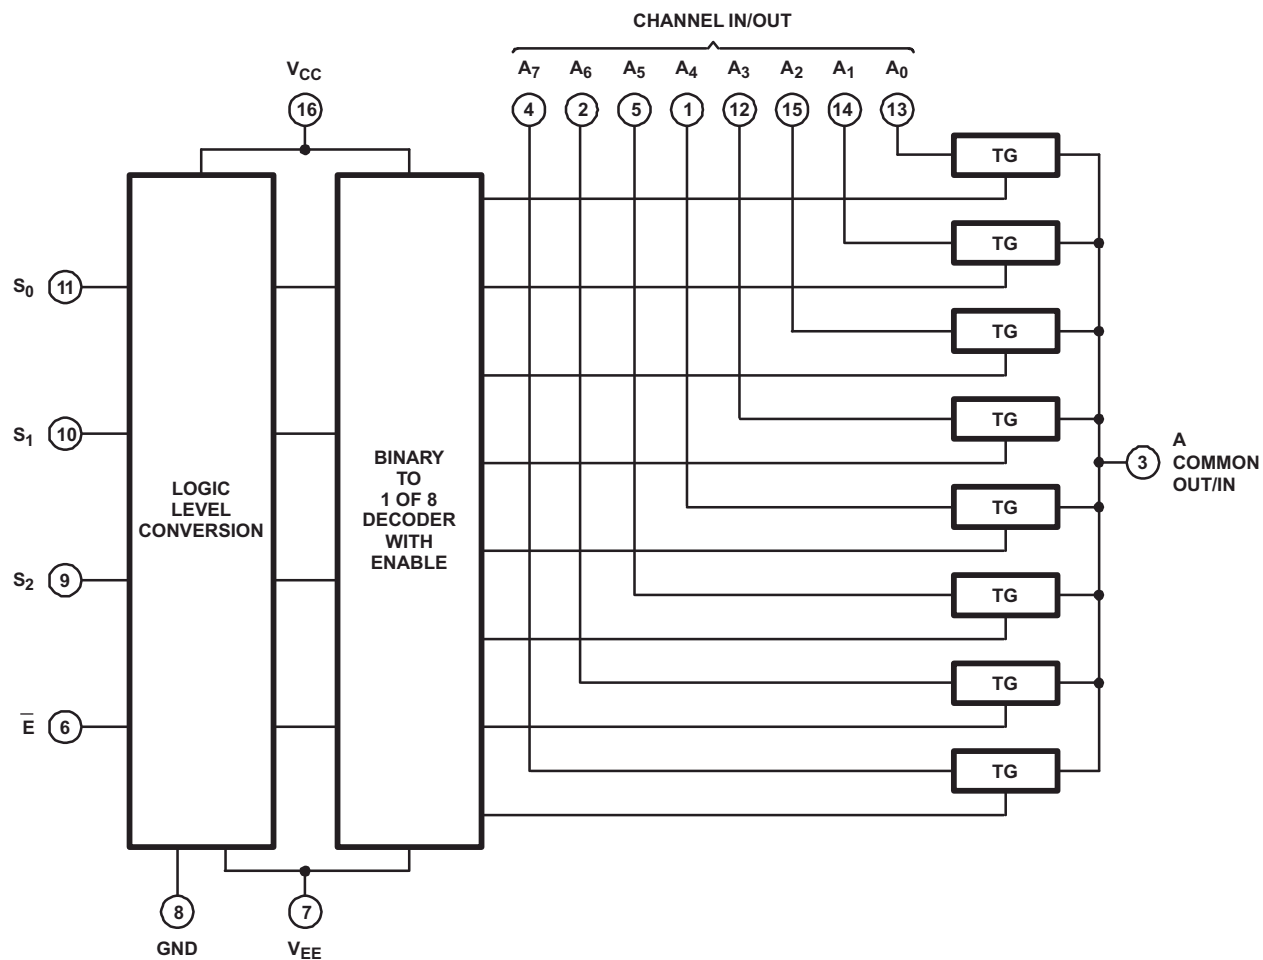 CHANNEL IN/OUT
VCC
A7 A6 A5 A4 A3 A2 A1 A0
16
4 2 5 1 12 15 14 13
TG
TG
S0 11
TG
TG
S1 10
A
COMMON
OUT/IN
3
BINARY
TO
1 OF 8
DECODER
WITH
ENABLE
LOGIC
LEVEL
CONVERSION
TG
S2 9
TG
TG
E̅ 6
TG
8
7
GND
VEE